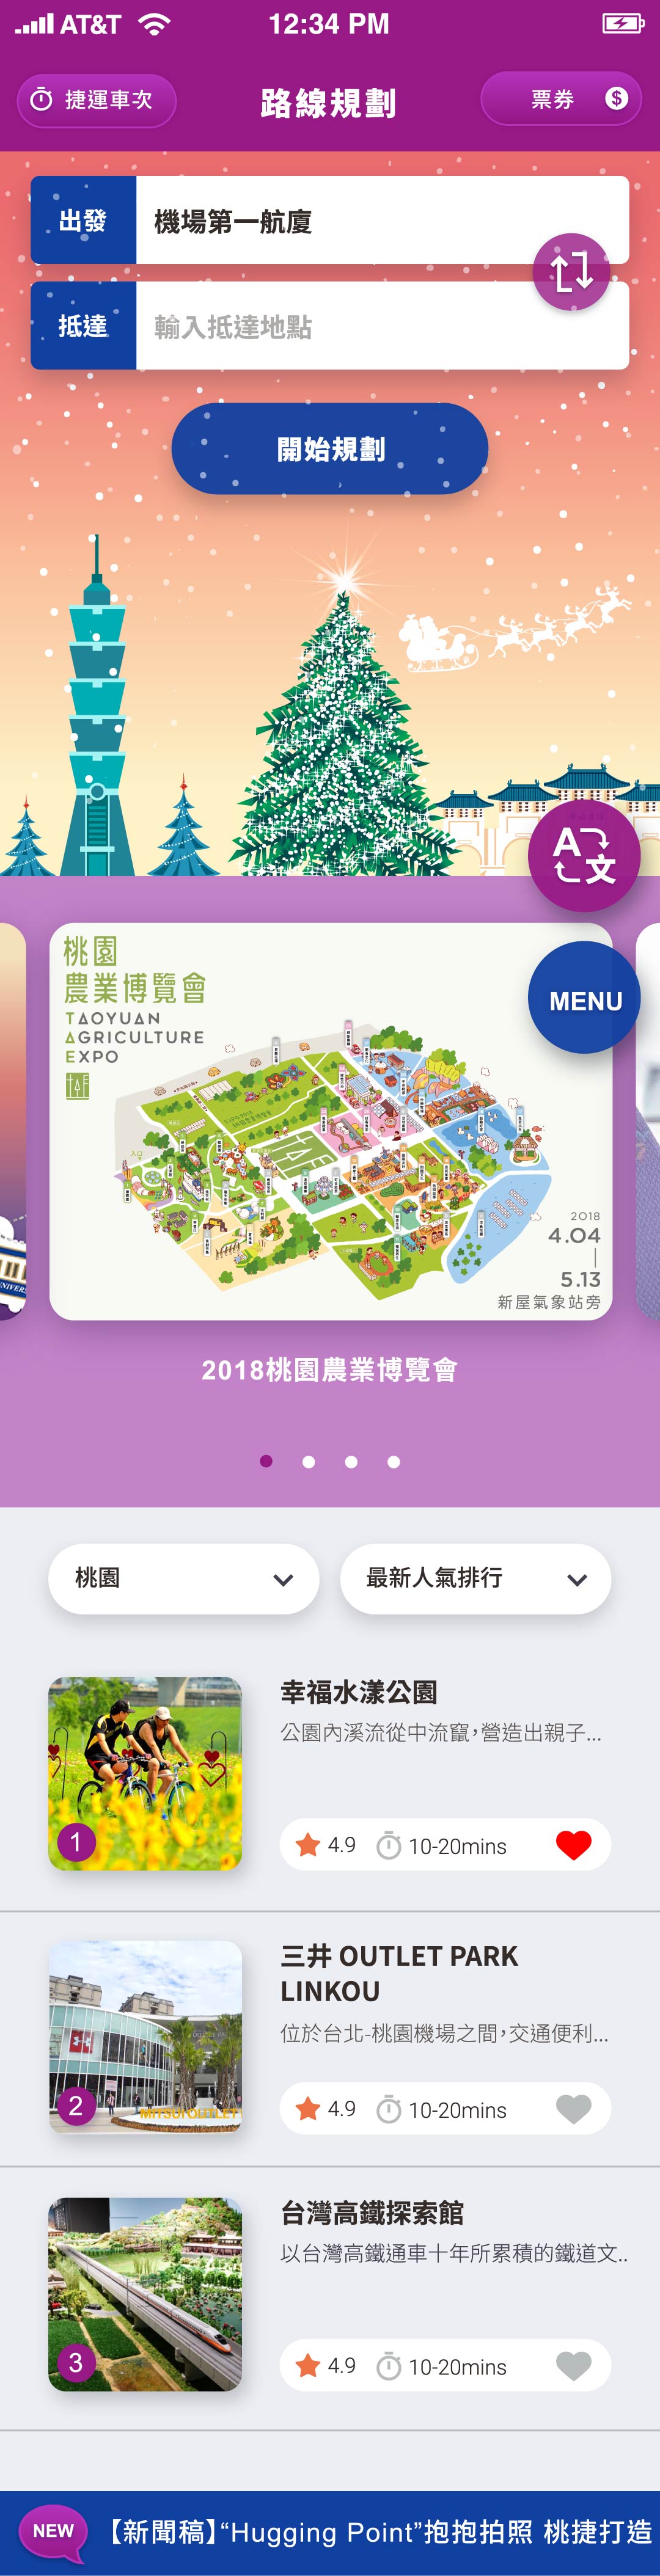 AT&T
12:34 PM
捷運車次
路線規劃
票券
出發
機場第一航廈
抵達
輸入抵達地點
開始規劃
A
文
桃園
農業博覽會
TAOYUAN
AGRICULTURE
EXPO
MENU
2018
4.04
5.13
新屋氣象站旁
2018桃園農業博覽會
桃園
最新人氣排行
幸福水漾公園
公園內溪流從中流竄，營造出親子...
1
4.9
10-20mins
三井 OUTLET PARK
LINKOU
位於台北-桃園機場之間，交通便利...
2
MITSUI OUTLET
4.9
10-20mins
台灣高鐵探索館
以台灣高鐵通車十年所累積的鐵道文..
3
4.9
10-20mins
NEW
【新聞稿】“Hugging Point”抱抱拍照 桃捷打造